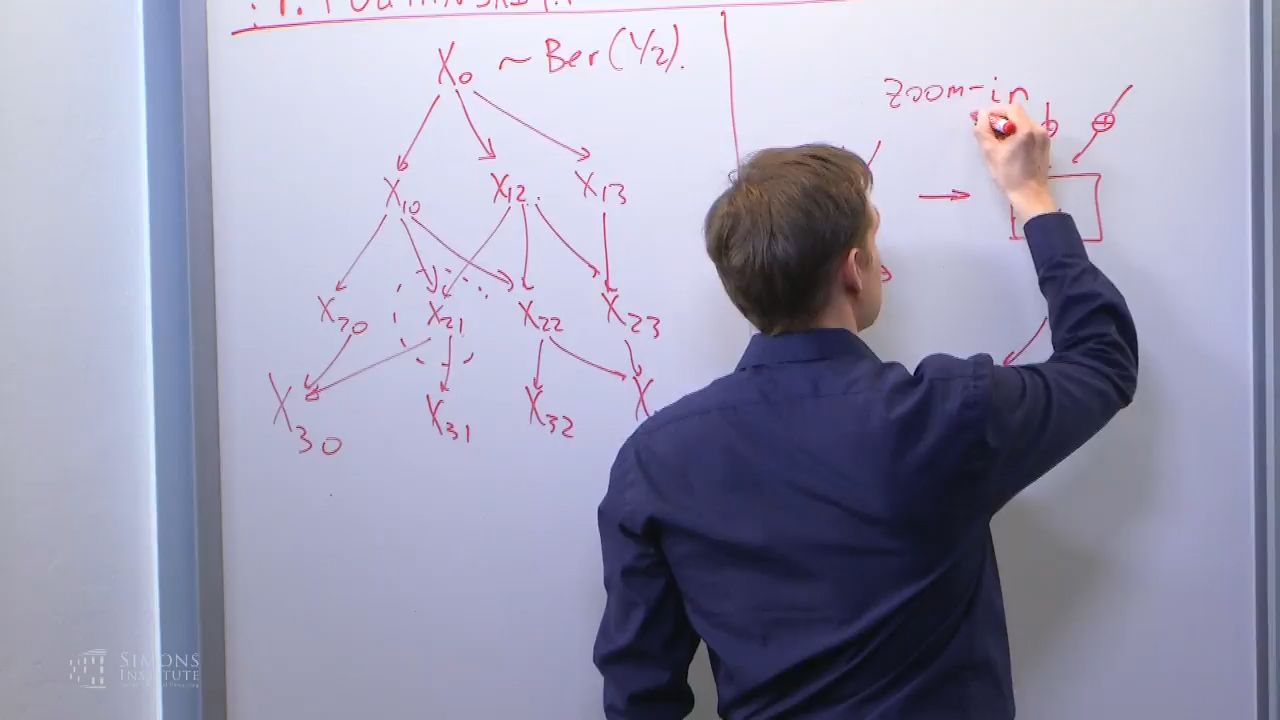 X₀ ~ Ber(1/2).
Zoom-in
X₁₀ X₁₂ X₁₃
X₂₀ X₂₁ X₂₂ X₂₃
X₃₀ X₃₁ X₃₂ X
SIMONS
INSTITUTE